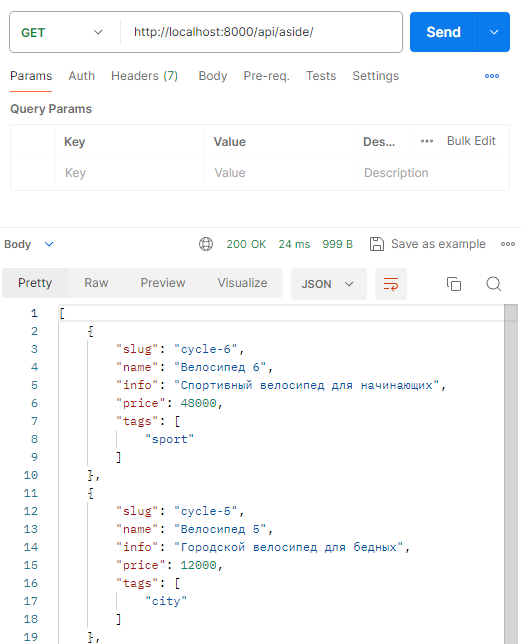 GET http://localhost:8000/api/aside/ Send
Params Auth Headers (7) Body Pre-req. Tests Settings
Query Params
Key Value Des... Bulk Edit
Key Value Description
Body 200 OK 24 ms 999 B Save as example
Pretty Raw Preview Visualize JSON
1 [
2 {
3 "slug": "cycle-6",
4 "name": "Велосипед 6",
5 "info": "Спортивный велосипед для начинающих",
6 "price": 48000,
7 "tags": [
8 "sport"
9 ]
10 },
11 {
12 "slug": "cycle-5",
13 "name": "Велосипед 5",
14 "info": "Городской велосипед для бедных",
15 "price": 12000,
16 "tags": [
17 "city"
18 ]
19 },